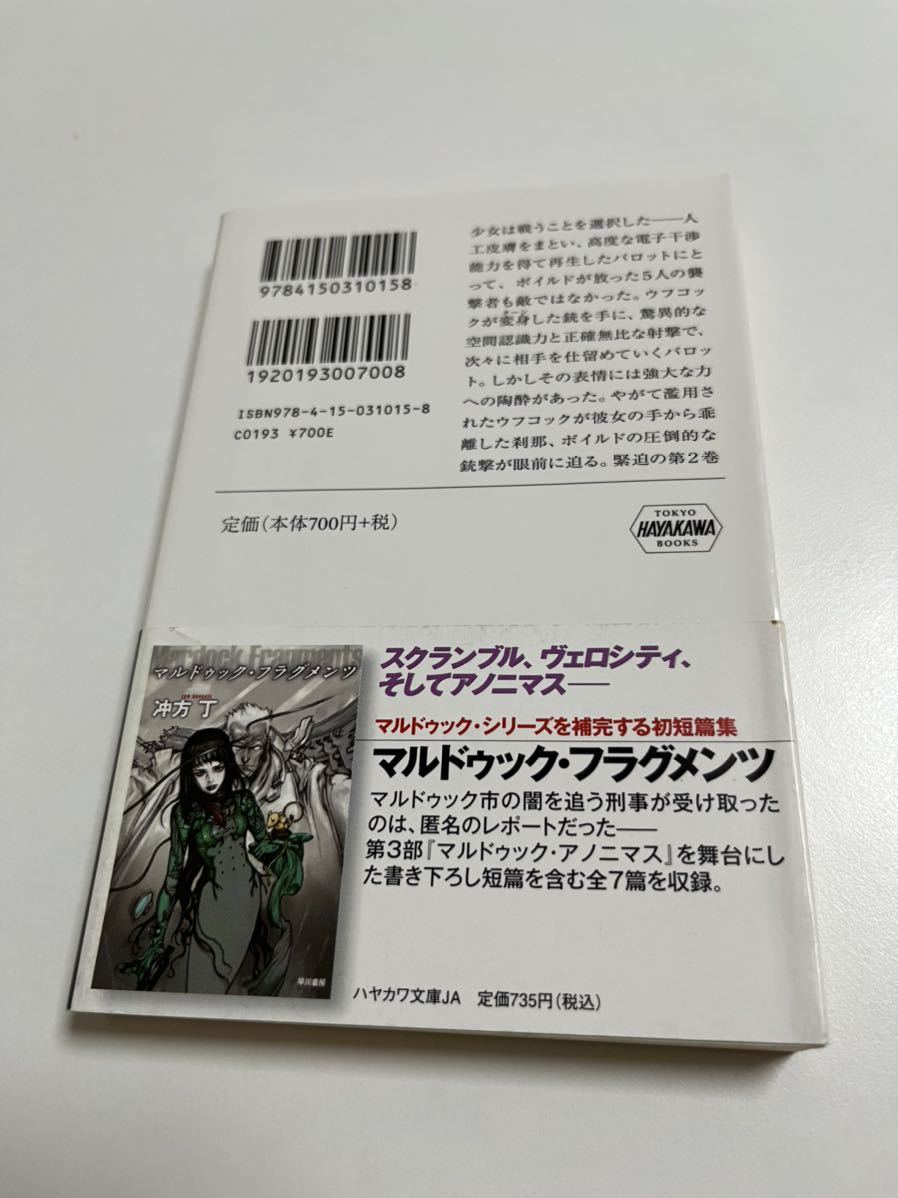 9784150310158
1920193007008
ISBN978-4-15-031015-8
C0193 ¥700E
少女は戦うことを選択した――人
工皮膚をまとい、高度な電子干渉
能力を得て再生したバロットにと
って、ボイルドが放った5人の襲
撃者も敵ではなかった。ウフコッ
クが変身した銃を手に、驚異的な
空間認識力と正確無比な射撃で、
次々に相手を仕留めていくバロッ
ト。しかしその表情には強大な力
への陶酔があった。やがて濫用さ
れたウフコックが彼女の手から乖
離した刹那、ボイルドの圧倒的な
銃撃が眼前に迫る。緊迫の第2巻
定価(本体700円+税)
TOKYO
HAYAKAWA
BOOKS
Mardock Fragments
マルドゥック・フラグメンツ
冲方 丁
早川書房
スクランブル、ヴェロシティ、
そしてアノニマス――
マルドゥック・シリーズを補完する初短篇集
マルドゥック・フラグメンツ
マルドゥック市の闇を追う刑事が受け取った
のは、匿名のレポートだった――
第3部『マルドゥック・アノニマス』を舞台にし
た書き下ろし短篇を含む全7篇を収録。
ハヤカワ文庫JA 定価735円(税込)